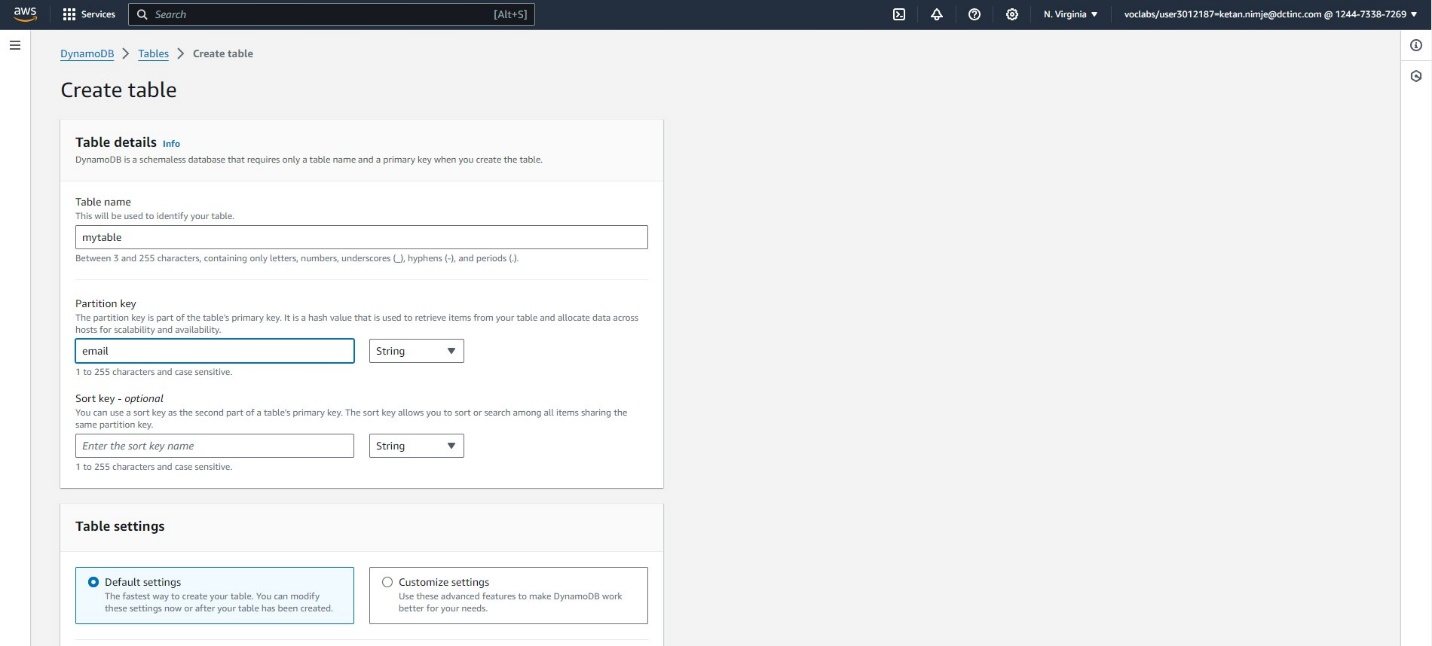 aws
Services
Search [Alt+S]
N. Virginia
voclabs/user3012187=ketan.nimje@dctinc.com @ 1244-7338-7269
DynamoDB > Tables > Create table
Create table
Table details Info
DynamoDB is a schemaless database that requires only a table name and a primary key when you create the table.
Table name
This will be used to identify your table.
mytable
Between 3 and 255 characters, containing only letters, numbers, underscores (_), hyphens (-), and periods (.).
Partition key
The partition key is part of the table's primary key. It is a hash value that is used to retrieve items from your table and allocate data across
hosts for scalability and availability.
email String
1 to 255 characters and case sensitive.
Sort key - optional
You can use a sort key as the second part of a table's primary key. The sort key allows you to sort or search among all items sharing the
same partition key.
Enter the sort key name String
1 to 255 characters and case sensitive.
Table settings
Default settings
The fastest way to create your table. You can modify
these settings now or after your table has been created.
Customize settings
Use these advanced features to make DynamoDB work
better for your needs.